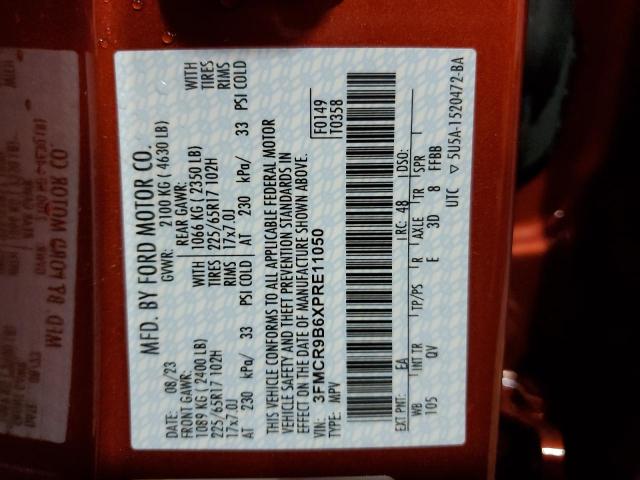 MFD. BY FORD MOTOR CO.
DATE: 08/23 GVWR: 2100 KG ( 4630 LB)
FRONT GAWR: REAR GAWR:
1089 KG ( 2400 LB) WITH 1066 KG ( 2350 LB) WITH
225/65R17 102H TIRES 225/65R17 102H TIRES
17x7.0J RIMS 17x7.0J RIMS
AT 230 kPa/ 33 PSI COLD AT 230 kPa/ 33 PSI COLD
THIS VEHICLE CONFORMS TO ALL APPLICABLE FEDERAL MOTOR
VEHICLE SAFETY AND THEFT PREVENTION STANDARDS IN
EFFECT ON THE DATE OF MANUFACTURE SHOWN ABOVE.
VIN: 3FMCR9B6XPRE11050
TYPE: MPV
F0149
T0358
EXT PNT: EA RC: 48 DSO:
WB INT TR TP/PS R AXLE TR SPR
105 QV E 3D 8 FFBB
UTC 5U5A-1520472-BA